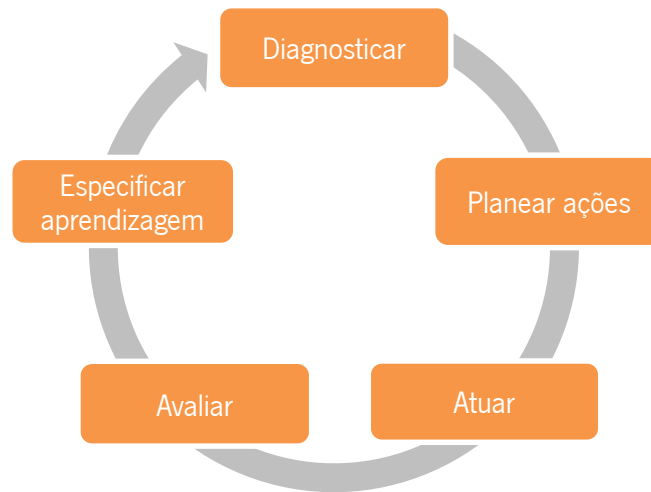 Diagnosticar
Planear ações
Atuar
Avaliar
Especificar
aprendizagem